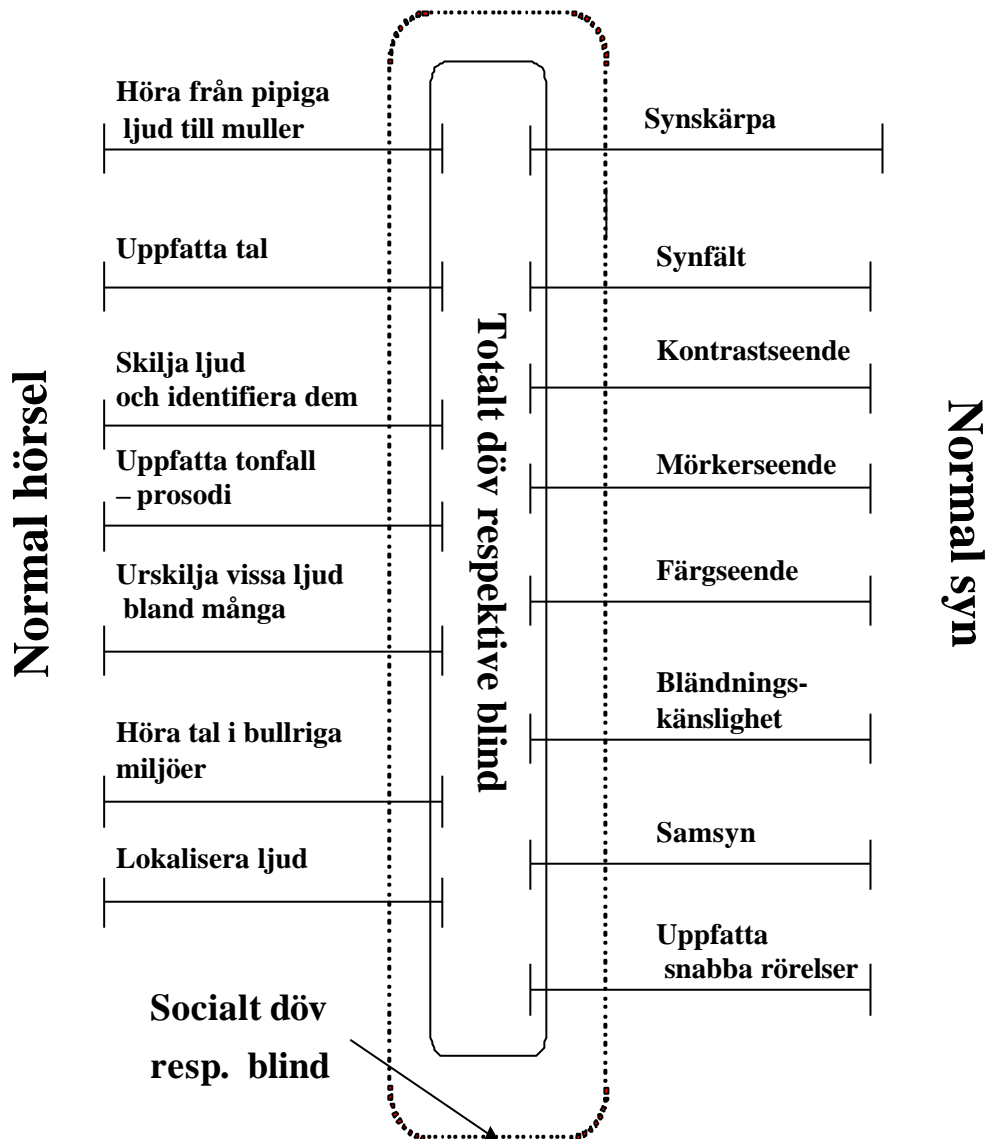 Normal hörsel
Höra från pipiga
ljud till muller
Uppfatta tal
Skilja ljud
och identifiera dem
Uppfatta tonfall
– prosodi
Urskilja vissa ljud
bland många
Höra tal i bullriga
miljöer
Lokalisera ljud
Socialt döv
resp. blind
Totalt döv respektive blind
Synskärpa
Synfält
Kontrastseende
Mörkerseende
Färgseende
Bländnings-
känslighet
Samsyn
Uppfatta
snabba rörelser
Normal syn